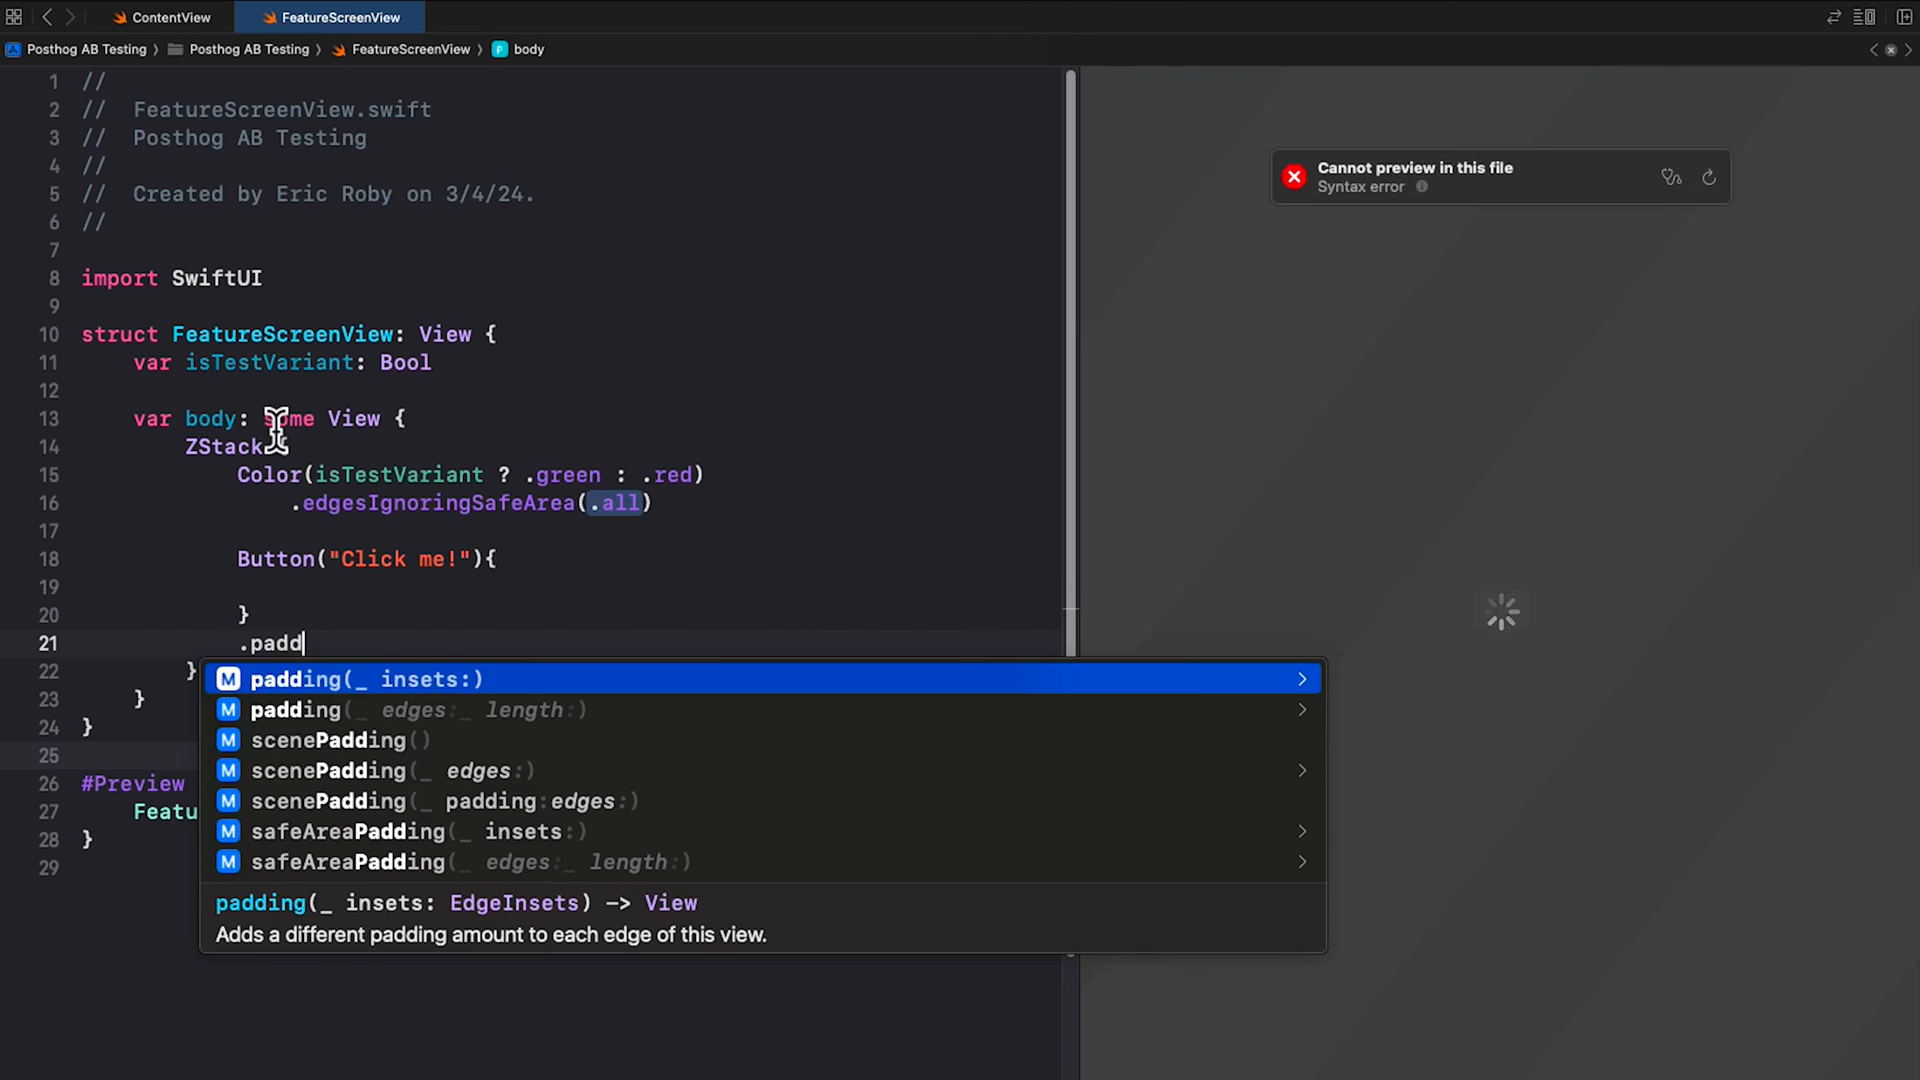 ContentView
FeatureScreenView
Posthog AB Testing
Posthog AB Testing
FeatureScreenView
P
body
1 //
2 // FeatureScreenView.swift
3 // Posthog AB Testing
4 //
5 // Created by Eric Roby on 3/4/24.
6 //
7
8 import SwiftUI
9
10 struct FeatureScreenView: View {
11 var isTestVariant: Bool
12
13 var body: some View {
14 ZStack
15 Color(isTestVariant ? .green : .red)
16 .edgesIgnoringSafeArea(.all)
17
18 Button("Click me!"){
19
20 }
21 .padd
22 }
23 }
24 }
25
26 #Preview
27 Featu
28 }
29
M padding(_ insets:)
M padding(_ edges:_ length:)
M scenePadding()
M scenePadding(_ edges:)
M scenePadding(_ padding:edges:)
M safeAreaPadding(_ insets:)
M safeAreaPadding(_ edges:_ length:)
padding(_ insets: EdgeInsets) -> View
Adds a different padding amount to each edge of this view.
Cannot preview in this file
Syntax error